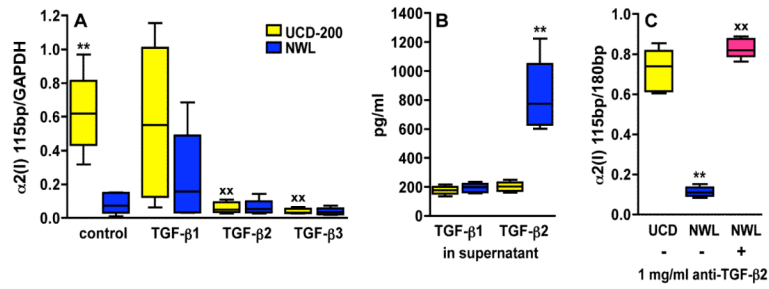 A
UCD-200
NWL
**
xx
xx
α2(I) 115bp/GAPDH
1.2
1.0
0.8
0.6
0.4
0.2
0.0
control
TGF-β1
TGF-β2
TGF-β3
B
**
pg/ml
1400
1200
1000
800
600
400
200
0
TGF-β1
TGF-β2
in supernatant
C
xx
**
α2(I) 115bp/180bp
1.0
0.8
0.6
0.4
0.2
0.0
UCD NWL NWL
- - +
1 mg/ml anti-TGF-β2